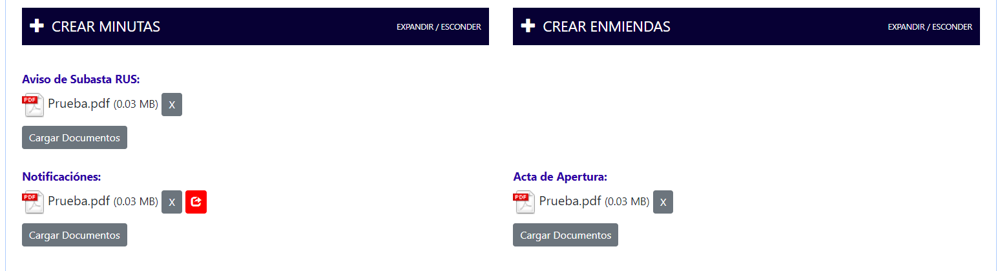 CREAR MINUTAS EXPANDIR / ESCONDER
CREAR ENMIENDAS EXPANDIR / ESCONDER
Aviso de Subasta RUS:
PDF Prueba.pdf (0.03 MB) X
Cargar Documentos
Notificaciónes:
PDF Prueba.pdf (0.03 MB) X
Cargar Documentos
Acta de Apertura:
PDF Prueba.pdf (0.03 MB) X
Cargar Documentos